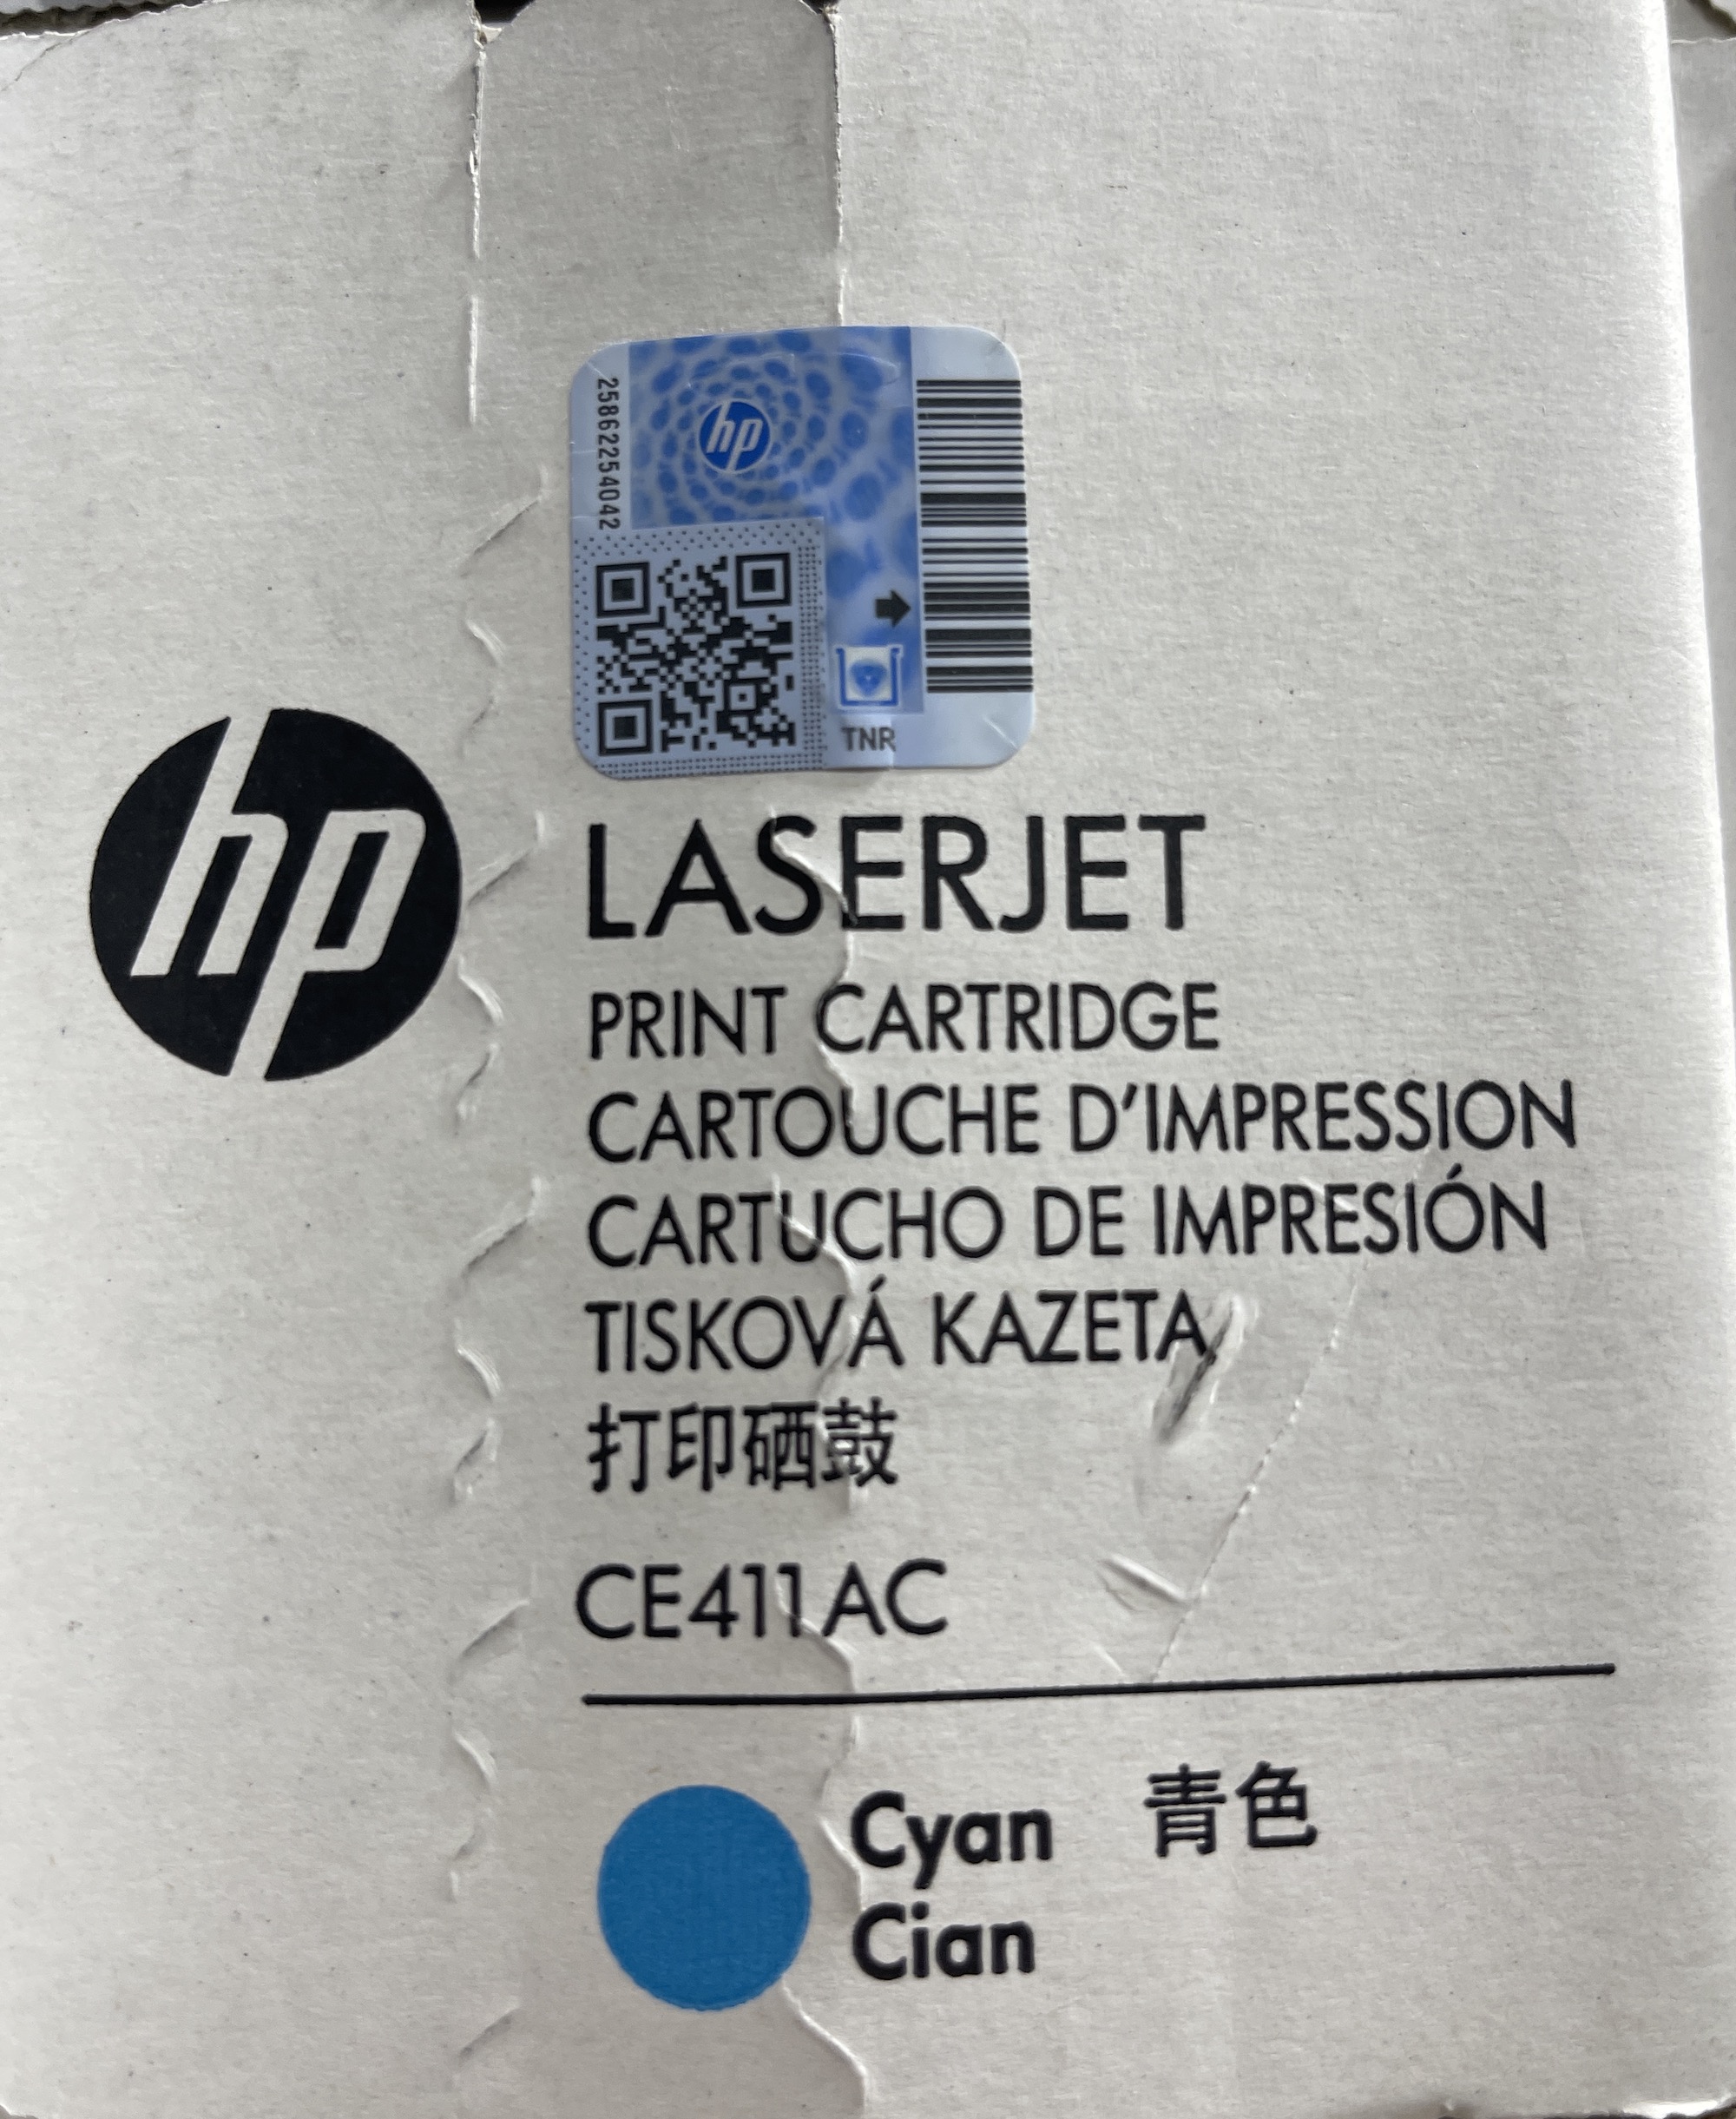 25862254042
hp
TNR
hp
LASERJET
PRINT CARTRIDGE
CARTOUCHE D'IMPRESSION
CARTUCHO DE IMPRESIÓN
TISKOVÁ KAZETA
打印硒鼓
CE411AC
Cyan 青色
Cian